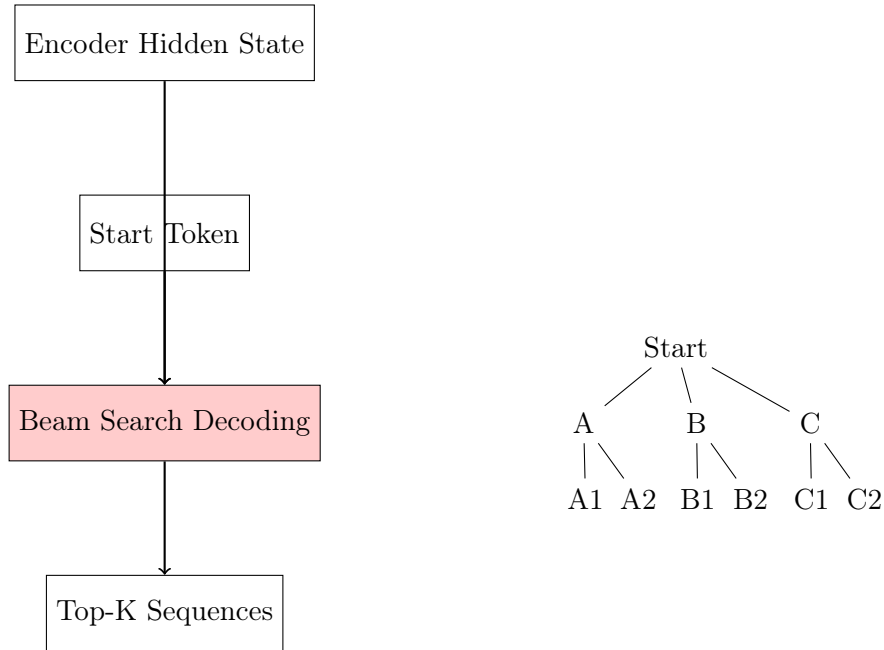 Encoder Hidden State
Start Token
Beam Search Decoding
Top-K Sequences
Start
A B C
A1 A2 B1 B2 C1 C2